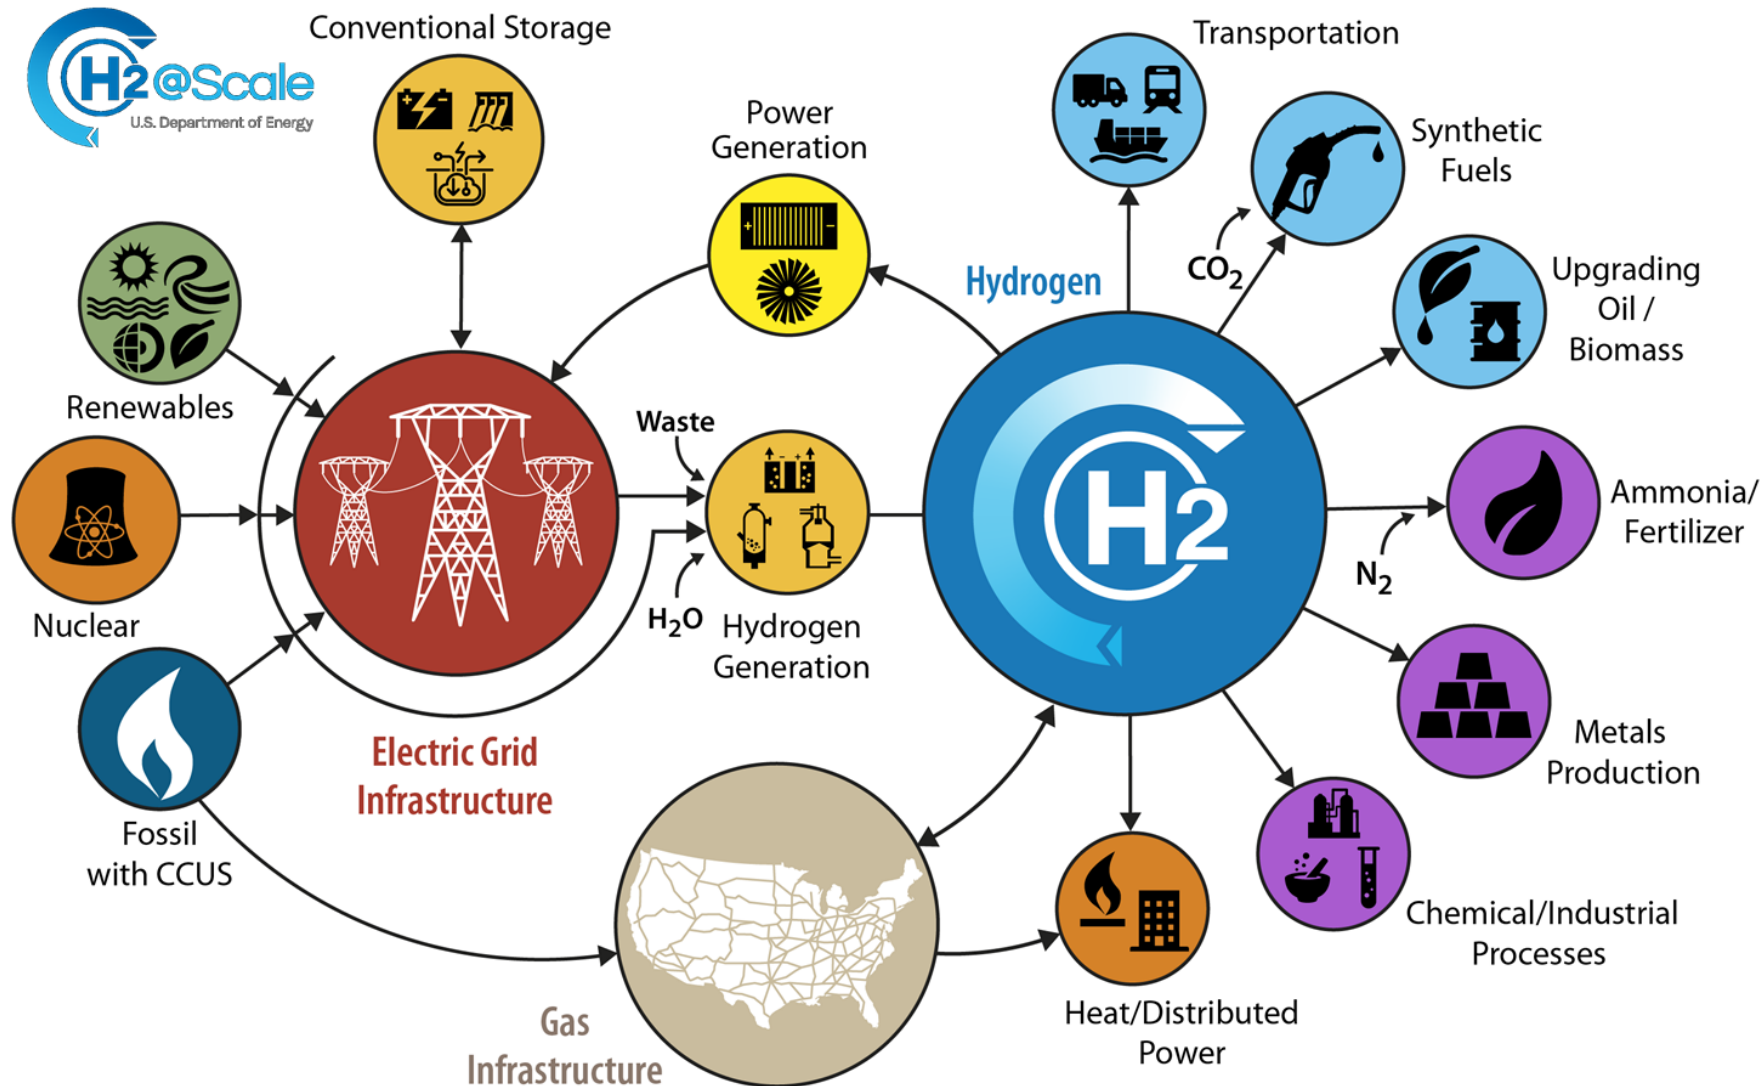 H2@Scale
U.S. Department of Energy
Conventional Storage
Transportation
Power
Generation
Synthetic
Fuels
CO2
Hydrogen
Upgrading
Oil /
Biomass
Renewables
Waste
H2
Ammonia/
Fertilizer
N2
Nuclear
H2O
Hydrogen
Generation
Electric Grid
Infrastructure
Metals
Production
Fossil
with CCUS
Chemical/Industrial
Processes
Heat/Distributed
Power
Gas
Infrastructure